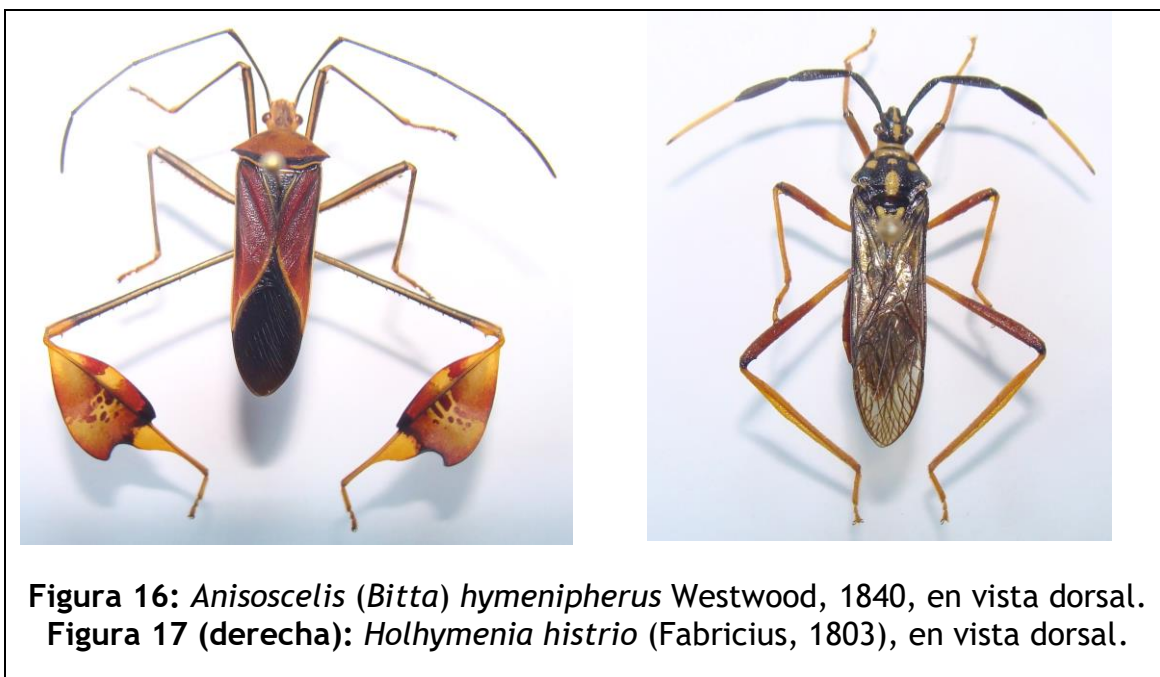 Figura 16: Anisoscelis (Bitta) hymenipherus Westwood, 1840, en vista dorsal.
Figura 17 (derecha): Holhymenia histrio (Fabricius, 1803), en vista dorsal.